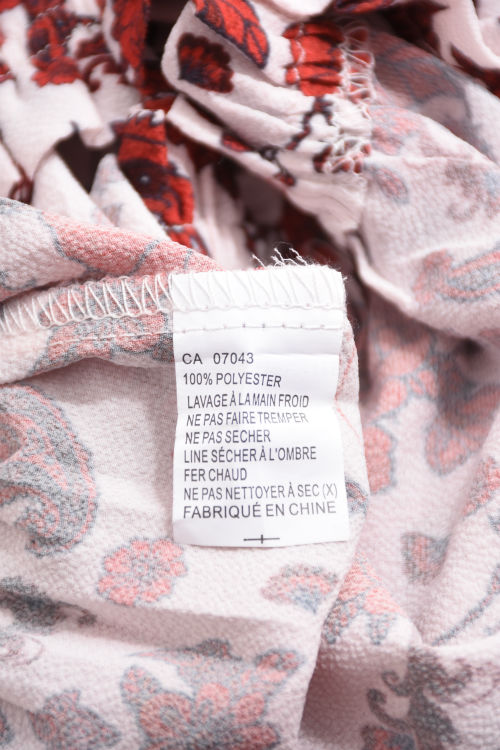 CA 07043
100% POLYESTER
LAVAGE À LA MAIN FROID
NE PAS FAIRE TREMPER
NE PAS SECHER
LINE SÉCHER À L'OMBRE
FER CHAUD
NE PAS NETTOYER À SEC (X)
FABRIQUÉ EN CHINE